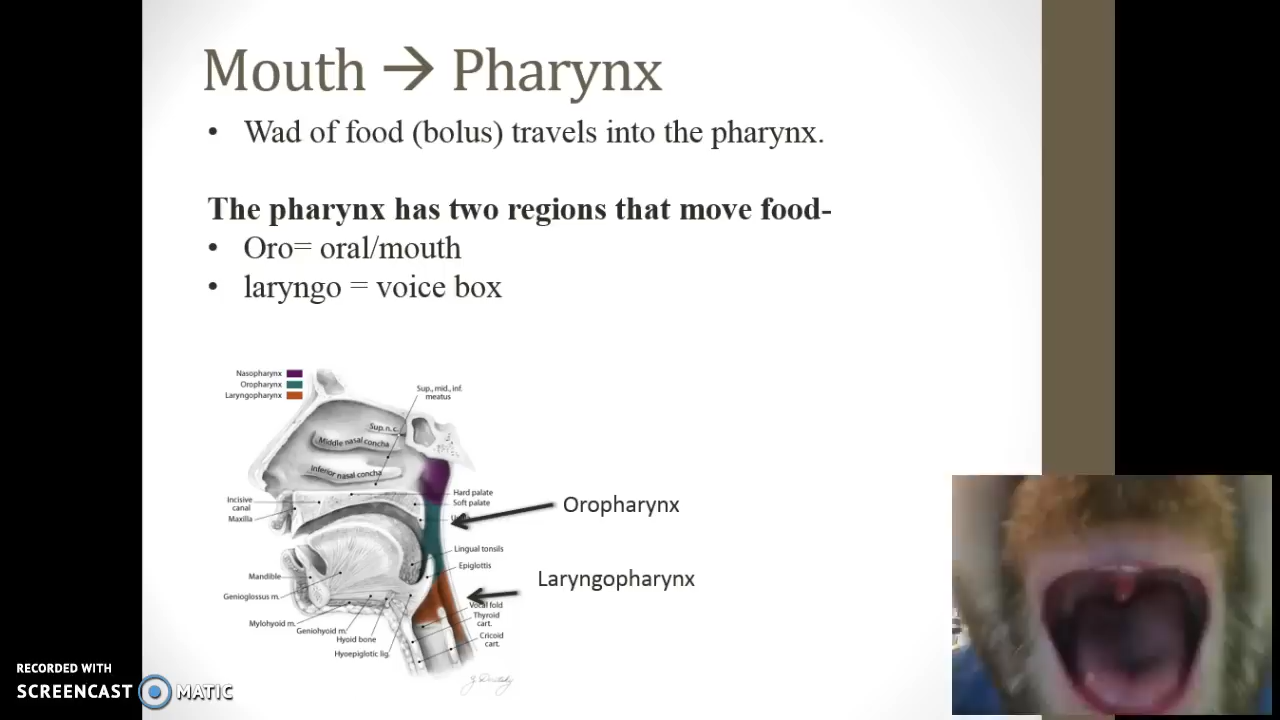 Mouth → Pharynx
• Wad of food (bolus) travels into the pharynx.
The pharynx has two regions that move food-
• Oro= oral/mouth
• laryngo = voice box
Nasopharynx
Oropharynx
Laryngopharynx
Sup., mid., inf.
meatus
Sup. n. c.
Middle nasal concha
Inferior nasal concha
Incisive
canal
Maxilla
Hard palate
Soft palate
Oropharynx
Lingual tonsils
Epiglottis
Laryngopharynx
Mandible
Genioglossus m.
Vocal fold
Thyroid
cart.
Mylohyoid m.
Geniohyoid m.
Hyoid bone
Cricoid
cart.
Hyoepiglotic lig.
RECORDED WITH
SCREENCAST MATIC